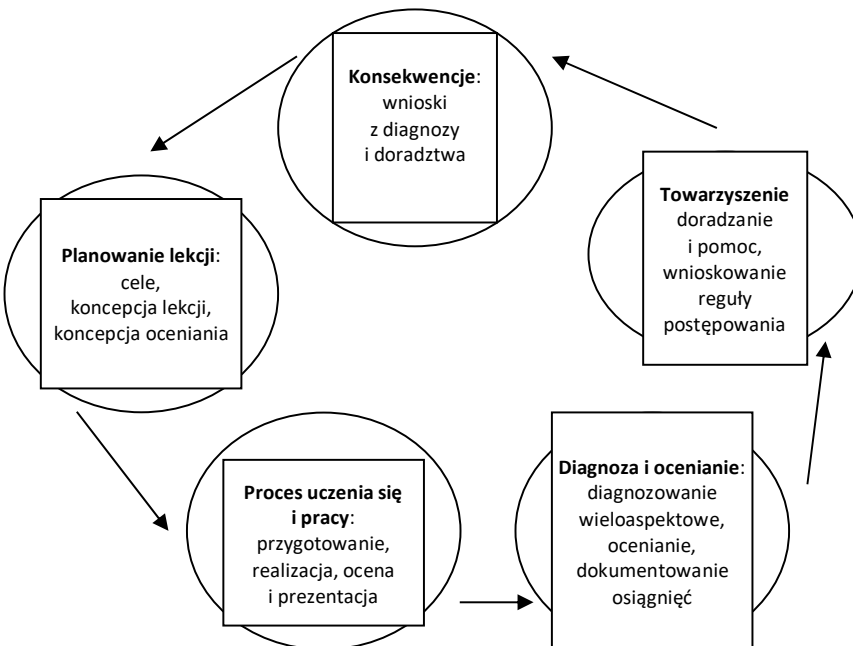 Konsekwencje:
wnioski
z diagnozy
i doradztwa
Towarzyszenie
doradzanie
i pomoc,
wnioskowanie
reguły
postępowania
Planowanie lekcji:
cele,
koncepcja lekcji,
koncepcja oceniania
Proces uczenia się
i pracy:
przygotowanie,
realizacja, ocena
i prezentacja
Diagnoza i ocenianie:
diagnozowanie
wieloaspektowe,
ocenianie,
dokumentowanie
osiągnięć